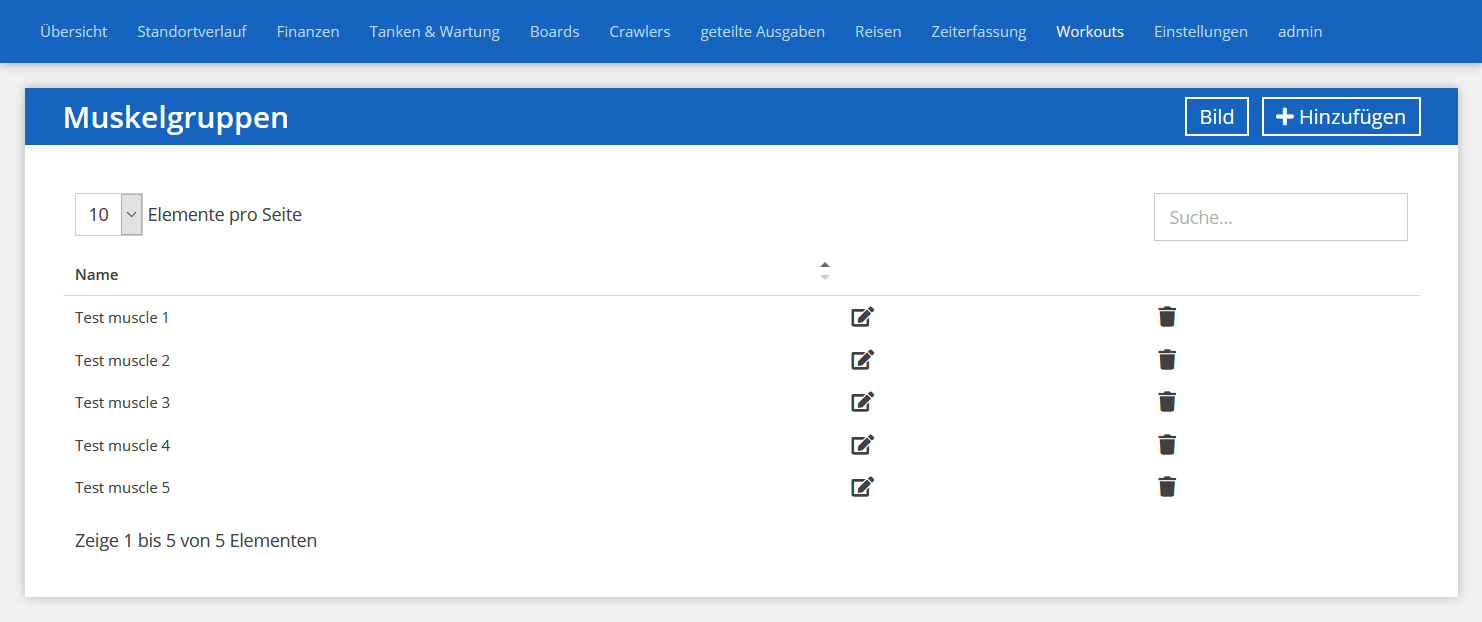 Übersicht Standortverlauf Finanzen Tanken & Wartung Boards Crawlers geteilte Ausgaben Reisen Zeiterfassung Workouts Einstellungen admin
Muskelgruppen Bild Hinzufügen
10 Elemente pro Seite Suche...
Name
Test muscle 1
Test muscle 2
Test muscle 3
Test muscle 4
Test muscle 5
Zeige 1 bis 5 von 5 Elementen